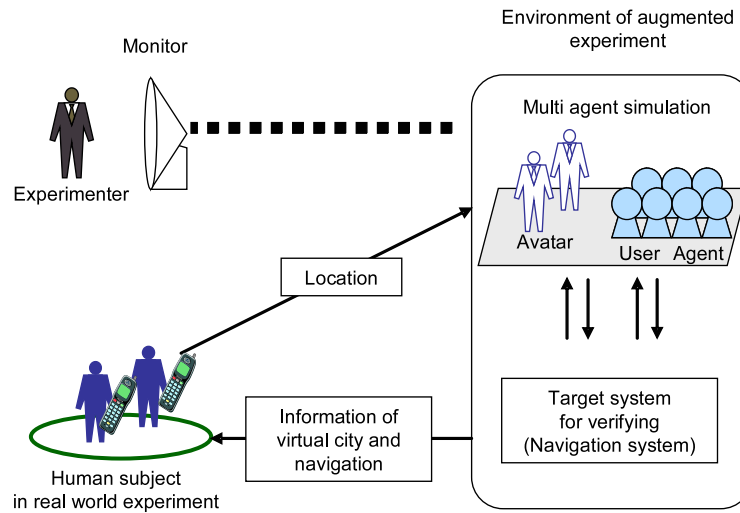 Environment of augmented
experiment
Monitor
Multi agent simulation
Experimenter
Avatar
User Agent
Location
Target system
for verifying
(Navigation system)
Information of
virtual city and
navigation
Human subject
in real world experiment